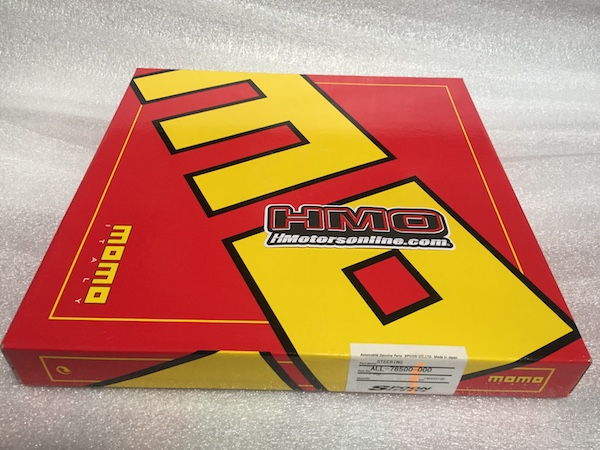 momo
ITALY
HMO
HMotorsonline.com.
Automobile Genuine Parts SPOON CO.,LTD. Made in Japan
STEERING
ALL-78500-000
SPOON
momo